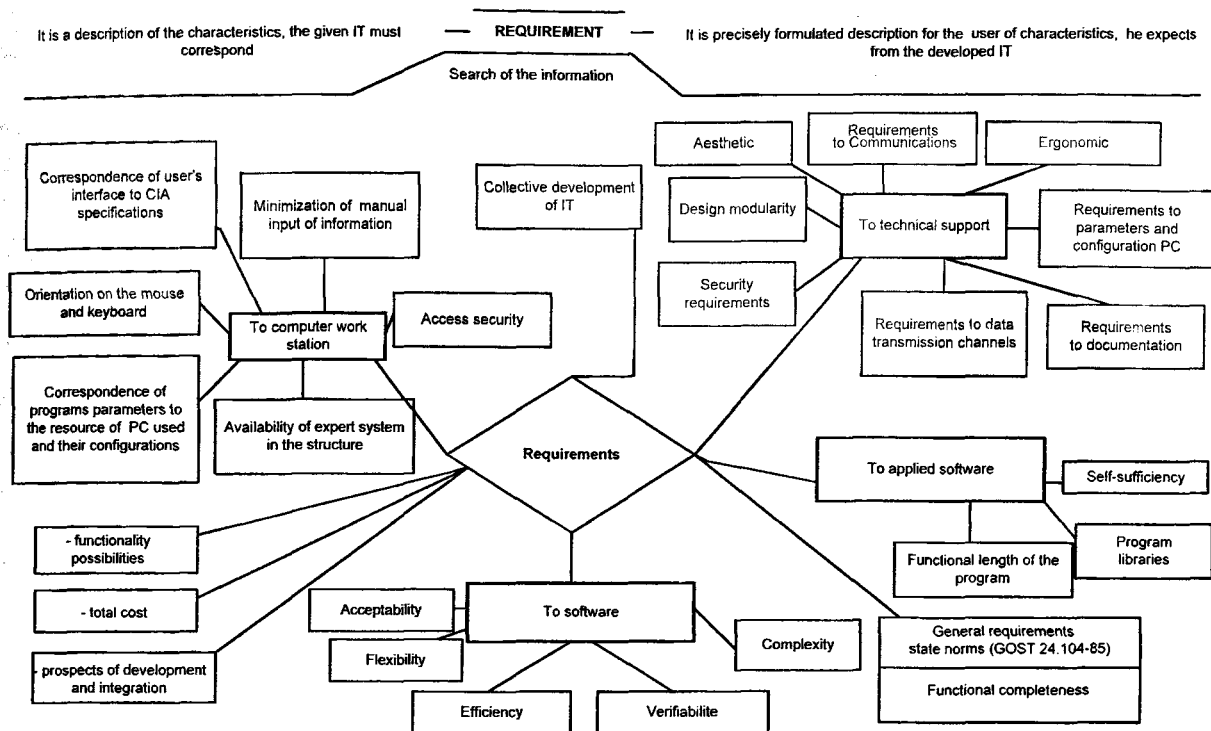 It is a description of the characteristics, the given IT must
correspond
— REQUIREMENT —
It is precisely formulated description for the user of characteristics, he expects
from the developed IT
Search of the information
Correspondence of user's
interface to CIA
specifications
Minimization of manual
input of information
Orientation on the mouse
and keyboard
To computer work
station
Access security
Correspondence of
programs parameters to
the resource of PC used
and their configurations
Availability of expert system
in the structure
Collective development
of IT
Aesthetic
Requirements
to Communications
Ergonomic
Design modularity
To technical support
Requirements to
parameters and
configuration PC
Security
requirements
Requirements to data
transmission channels
Requirements
to documentation
Requirements
To applied software
Self-sufficiency
Functional length of the
program
Program
libraries
- functionality
possibilities
- total cost
- prospects of development
and integration
Acceptability
Flexibility
To software
Complexity
Efficiency
Verifiabilite
General requirements
state norms (GOST 24.104-85)
Functional completeness